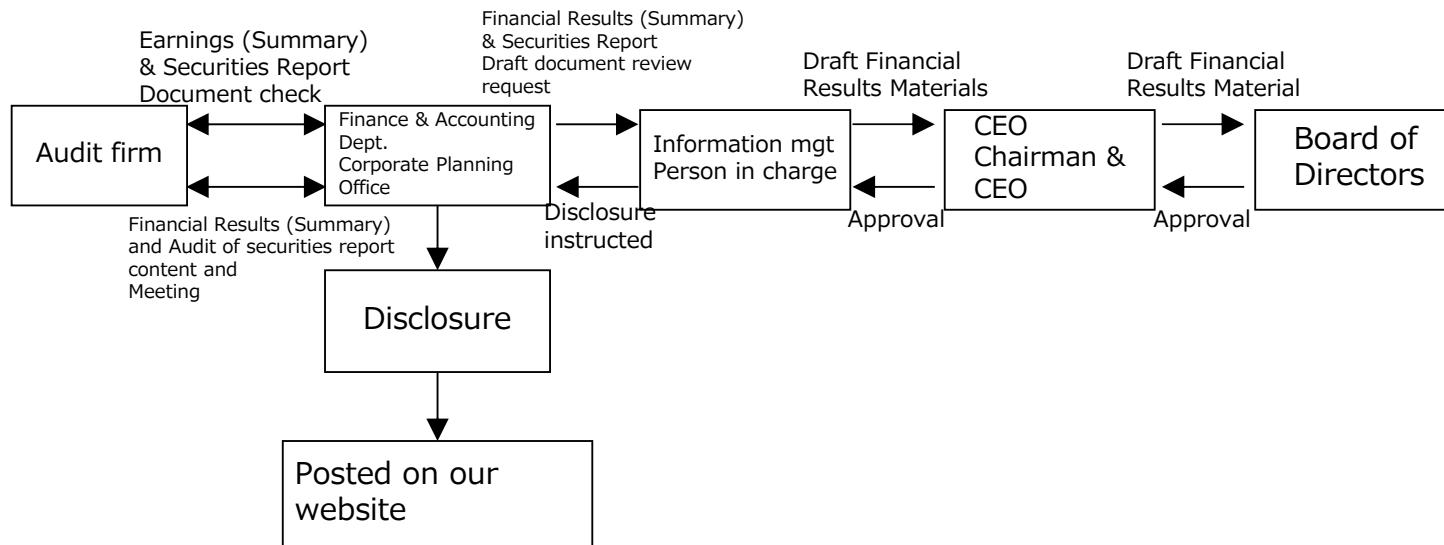 Earnings (Summary)
& Securities Report
Document check
Financial Results (Summary)
& Securities Report
Draft document review
request
Draft Financial
Results Materials
Draft Financial
Results Material
Audit firm
Finance & Accounting
Dept.
Corporate Planning
Office
Information mgt
Person in charge
CEO
Chairman &
CEO
Board of
Directors
Financial Results (Summary)
and Audit of securities report
content and
Meeting
Disclosure
instructed
Approval
Approval
Disclosure
Posted on our
website